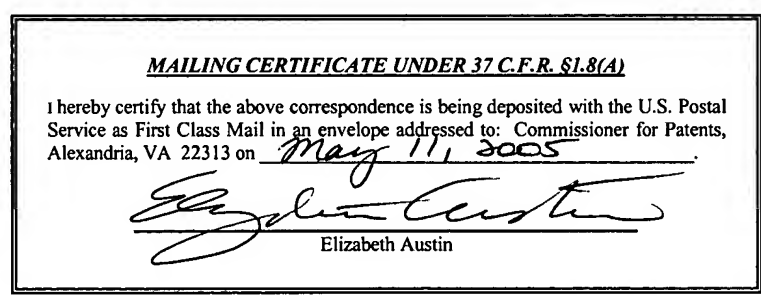 MAILING CERTIFICATE UNDER 37 C.F.R. §1.8(A)
I hereby certify that the above correspondence is being deposited with the U.S. Postal
Service as First Class Mail in an envelope addressed to: Commissioner for Patents,
Alexandria, VA 22313 on May 11, 2005.
Elizabeth Austin
Elizabeth Austin